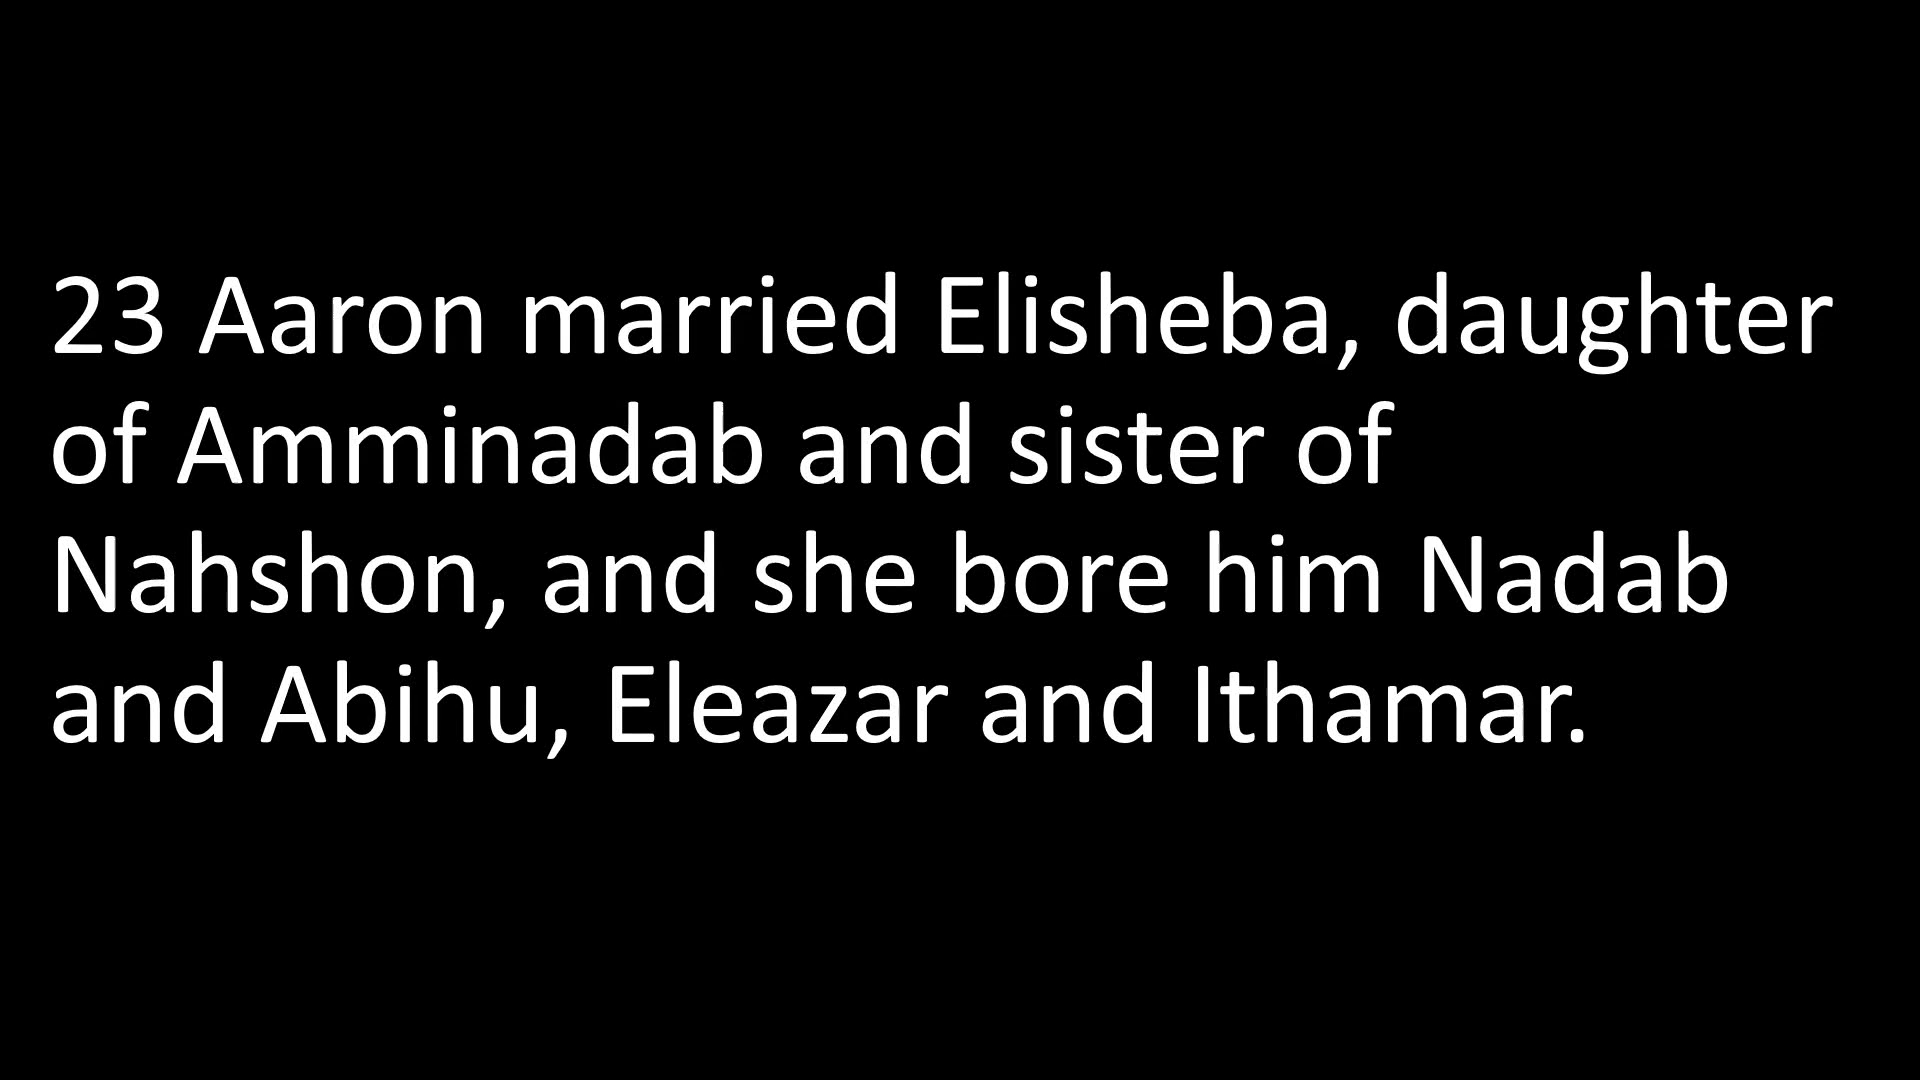 23 Aaron married Elisheba, daughter
of Amminadab and sister of
Nahshon, and she bore him Nadab
and Abihu, Eleazar and Ithamar.